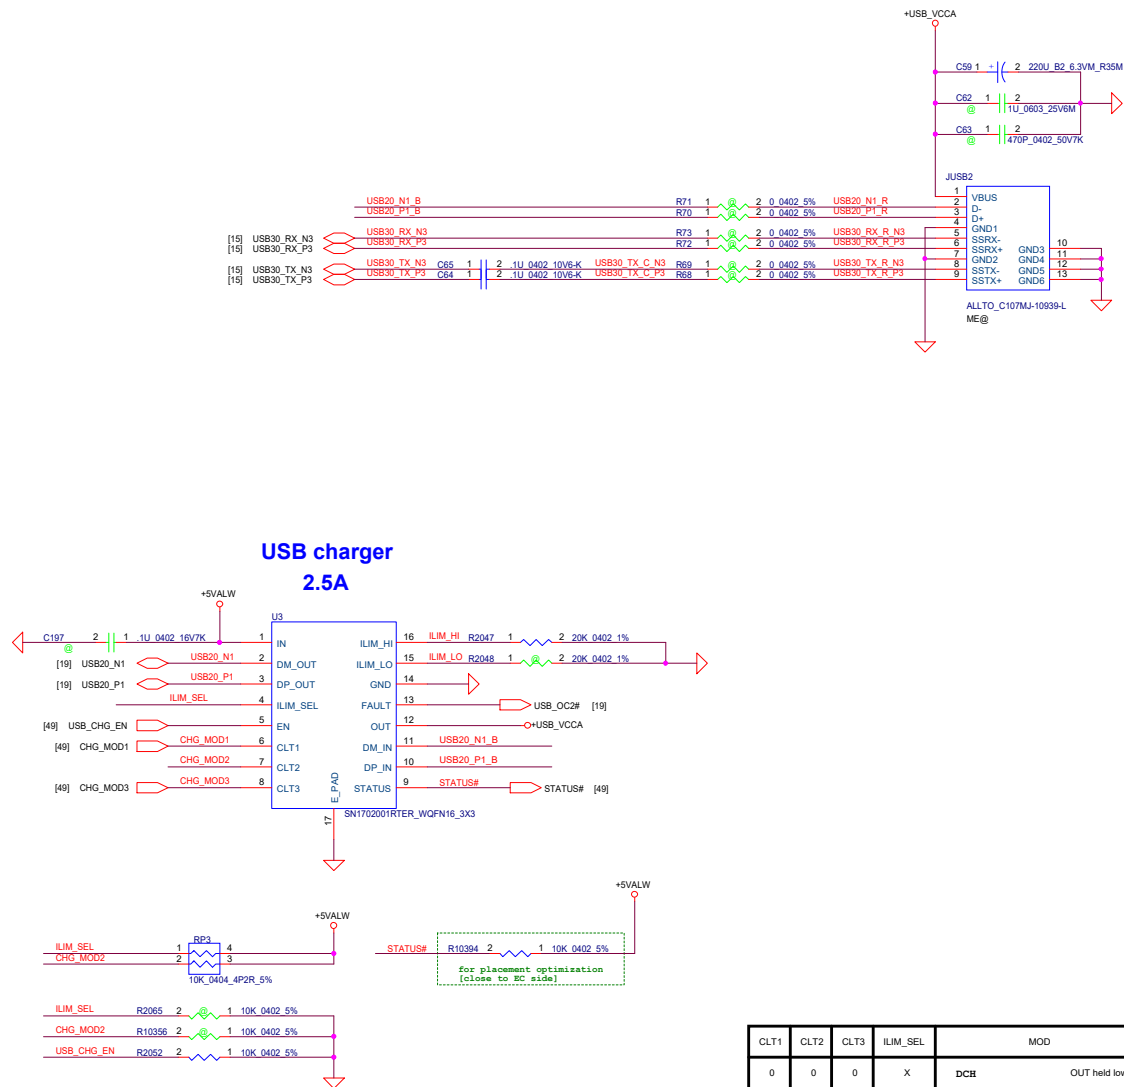 +USB_VCCA
C59 1 + 2 220U_B2_6.3VM_R35M
C62 1 2
@ 1U_0603_25V6M
C63 1 2
@ 470P_0402_50V7K
JUSB2
USB20_N1_B R71 1 @ 2 0_0402_5% USB20_N1_R
USB20_P1_B R70 1 @ 2 0_0402_5% USB20_P1_R
[15] USB30_RX_N3 USB30_RX_N3 R73 1 @ 2 0_0402_5% USB30_RX_R_N3
[15] USB30_RX_P3 USB30_RX_P3 R72 1 @ 2 0_0402_5% USB30_RX_R_P3
[15] USB30_TX_N3 USB30_TX_N3 C65 1 2 .1U_0402_10V6-K USB30_TX_C_N3 R69 1 @ 2 0_0402_5% USB30_TX_R_N3
[15] USB30_TX_P3 USB30_TX_P3 C64 1 2 .1U_0402_10V6-K USB30_TX_C_P3 R68 1 @ 2 0_0402_5% USB30_TX_R_P3
1 VBUS
2 D-
3 D+
4 GND1
5 SSRX-
6 SSRX+ GND3 10
7 GND2 GND4 11
8 SSTX- GND5 12
9 SSTX+ GND6 13
ALLTO_C107MJ-10939-L
ME@
USB charger
2.5A
+5VALW
U3
C197 2 1 .1U_0402_16V7K
@
1 IN
[19] USB20_N1 USB20_N1 2 DM_OUT
[19] USB20_P1 USB20_P1 3 DP_OUT
ILIM_SEL 4 ILIM_SEL
[49] USB_CHG_EN 5 EN
[49] CHG_MOD1 CHG_MOD1 6 CLT1
CHG_MOD2 7 CLT2
[49] CHG_MOD3 CHG_MOD3 8 CLT3
ILIM_HI 16 ILIM_HI R2047 1 2 20K_0402_1%
ILIM_LO 15 ILIM_LO R2048 1 @ 2 20K_0402_1%
GND 14
FAULT 13 USB_OC2# [19]
OUT 12 +USB_VCCA
DM_IN 11 USB20_N1_B
DP_IN 10 USB20_P1_B
STATUS 9 STATUS# STATUS# [49]
E_PAD
17
SN1702001RTER_WQFN16_3X3
+5VALW
RP3
ILIM_SEL 1 4
CHG_MOD2 2 3
10K_0404_4P2R_5%
+5VALW
STATUS# R10394 2 1 10K_0402_5%
for placement optimization
[close to EC side]
ILIM_SEL R2065 2 @ 1 10K_0402_5%
CHG_MOD2 R10356 2 @ 1 10K_0402_5%
USB_CHG_EN R2052 2 1 10K_0402_5%
CLT1 CLT2 CLT3 ILIM_SEL MOD
0 0 0 X DCH OUT held low